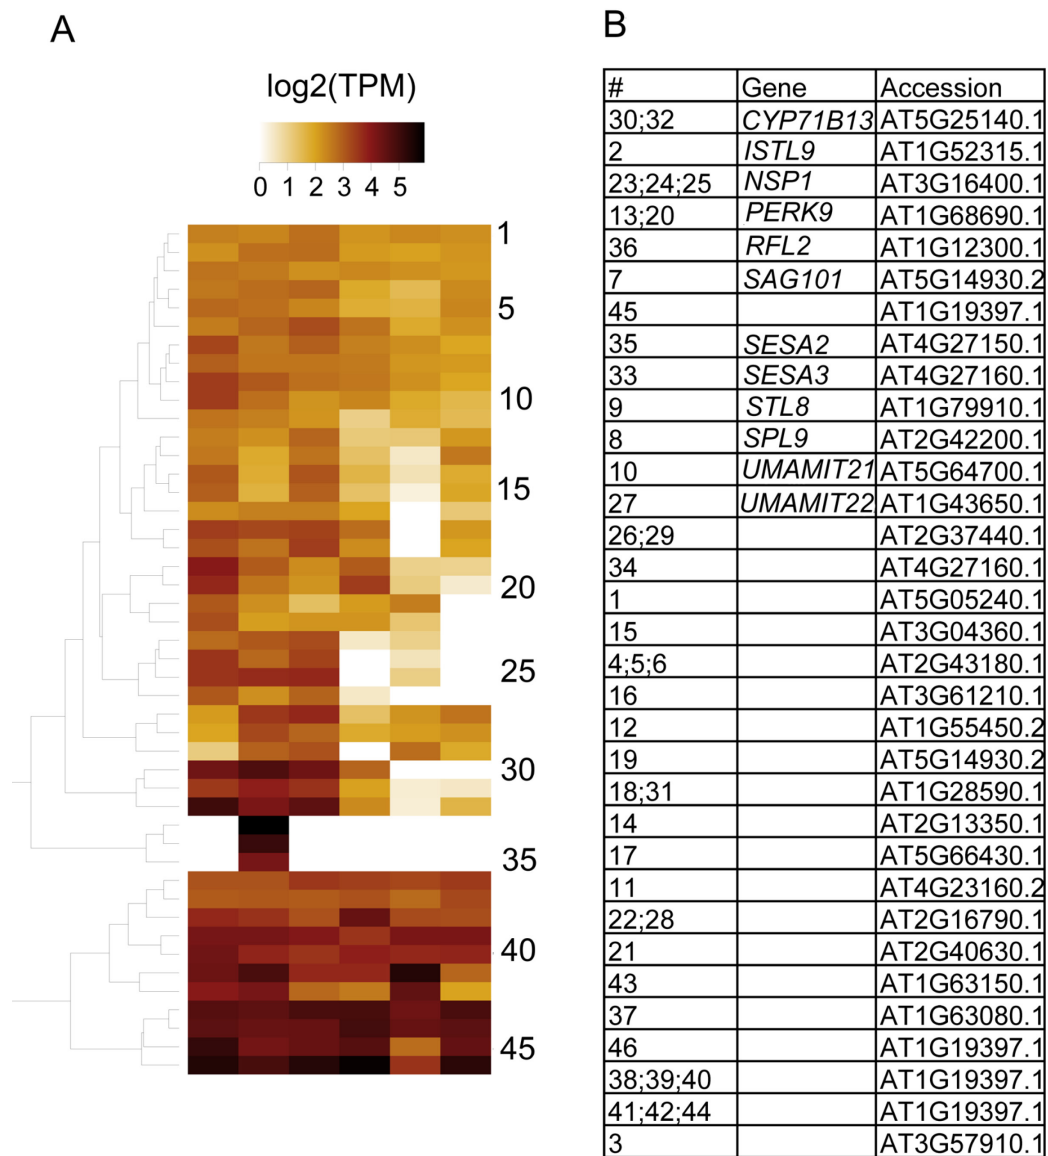 A
log2(TPM)
0 1 2 3 4 5
1
5
10
15
20
25
30
35
40
45
B
# Gene Accession
30;32 CYP71B13 AT5G25140.1
2 ISTL9 AT1G52315.1
23;24;25 NSP1 AT3G16400.1
13;20 PERK9 AT1G68690.1
36 RFL2 AT1G12300.1
7 SAG101 AT5G14930.2
45 AT1G19397.1
35 SESA2 AT4G27150.1
33 SESA3 AT4G27160.1
9 STL8 AT1G79910.1
8 SPL9 AT2G42200.1
10 UMAMIT21 AT5G64700.1
27 UMAMIT22 AT1G43650.1
26;29 AT2G37440.1
34 AT4G27160.1
1 AT5G05240.1
15 AT3G04360.1
4;5;6 AT2G43180.1
16 AT3G61210.1
12 AT1G55450.2
19 AT5G14930.2
18;31 AT1G28590.1
14 AT2G13350.1
17 AT5G66430.1
11 AT4G23160.2
22;28 AT2G16790.1
21 AT2G40630.1
43 AT1G63150.1
37 AT1G63080.1
46 AT1G19397.1
38;39;40 AT1G19397.1
41;42;44 AT1G19397.1
3 AT3G57910.1